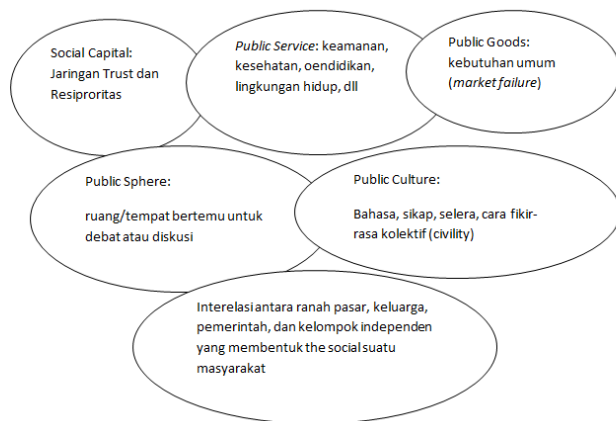 Social Capital:
Jaringan Trust dan
Resiproritas
Public Service: keamanan,
kesehatan, oendidikan,
lingkungan hidup, dll
Public Goods:
kebutuhan umum
(market failure)
Public Sphere:
ruang/tempat bertemu untuk
debat atau diskusi
Public Culture:
Bahasa, sikap, selera, cara fikir-
rasa kolektif (civility)
Interelasi antara ranah pasar, keluarga,
pemerintah, dan kelompok independen
yang membentuk the social suatu
masyarakat